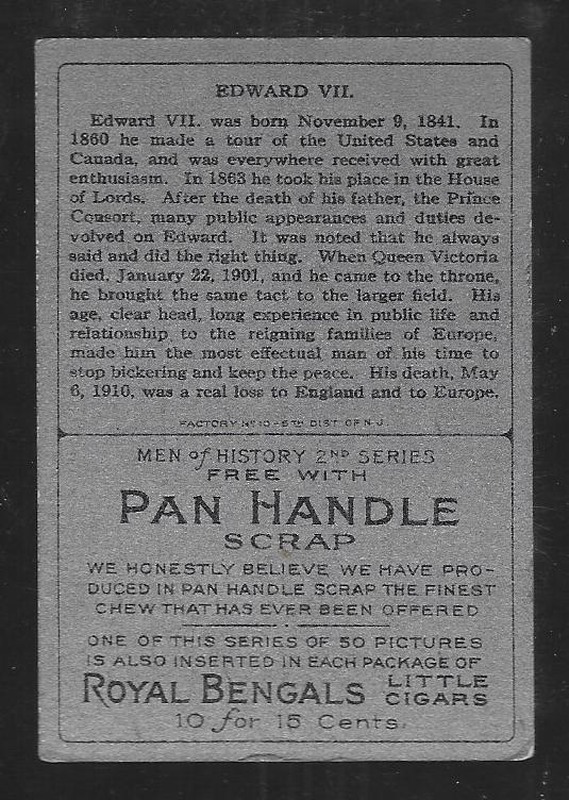 EDWARD VII.
Edward VII. was born November 9, 1841. In
1860 he made a tour of the United States and
Canada, and was everywhere received with great
enthusiasm. In 1863 he took his place in the House
of Lords. After the death of his father, the Prince
Consort, many public appearances and duties de-
volved on Edward. It was noted that he always
said and did the right thing. When Queen Victoria
died, January 22, 1901, and he came to the throne,
he brought the same tact to the larger field. His
age, clear head, long experience in public life and
relationship to the reigning families of Europe,
made him the most effectual man of his time to
stop bickering and keep the peace. His death, May
6, 1910, was a real loss to England and to Europe.
FACTORY Nº 10-5TH DIST. OF N.J.
MEN of HISTORY 2ND SERIES
FREE WITH
PAN HANDLE
SCRAP
WE HONESTLY BELIEVE WE HAVE PRO-
DUCED IN PAN HANDLE SCRAP THE FINEST
CHEW THAT HAS EVER BEEN OFFERED
ONE OF THIS SERIES OF 50 PICTURES
IS ALSO INSERTED IN EACH PACKAGE OF
ROYAL BENGALS LITTLE CIGARS
10 for 15 Cents.